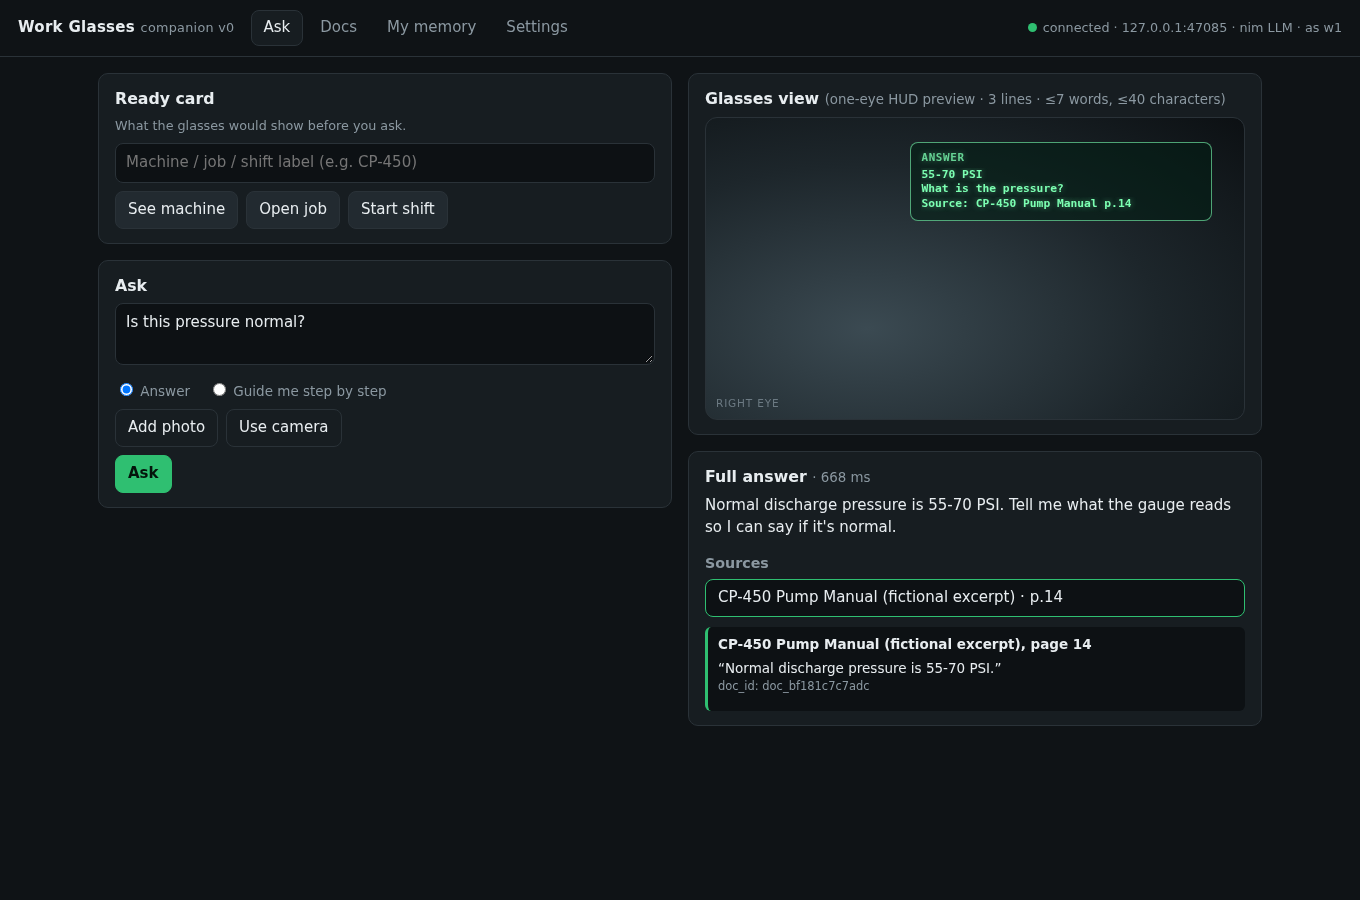 Work Glasses companion v0 Ask Docs My memory Settings connected · 127.0.0.1:47085 · nim LLM · as w1
Ready card
What the glasses would show before you ask.
Machine / job / shift label (e.g. CP-450)
See machine Open job Start shift
Ask
Is this pressure normal?
Answer Guide me step by step
Add photo Use camera
Ask
Glasses view (one-eye HUD preview · 3 lines · ≤7 words, ≤40 characters)
ANSWER
55-70 PSI
What is the pressure?
Source: CP-450 Pump Manual p.14
RIGHT EYE
Full answer · 668 ms
Normal discharge pressure is 55-70 PSI. Tell me what the gauge reads
so I can say if it's normal.
Sources
CP-450 Pump Manual (fictional excerpt) · p.14
CP-450 Pump Manual (fictional excerpt), page 14
“Normal discharge pressure is 55-70 PSI.”
doc_id: doc_bf181c7c7adc